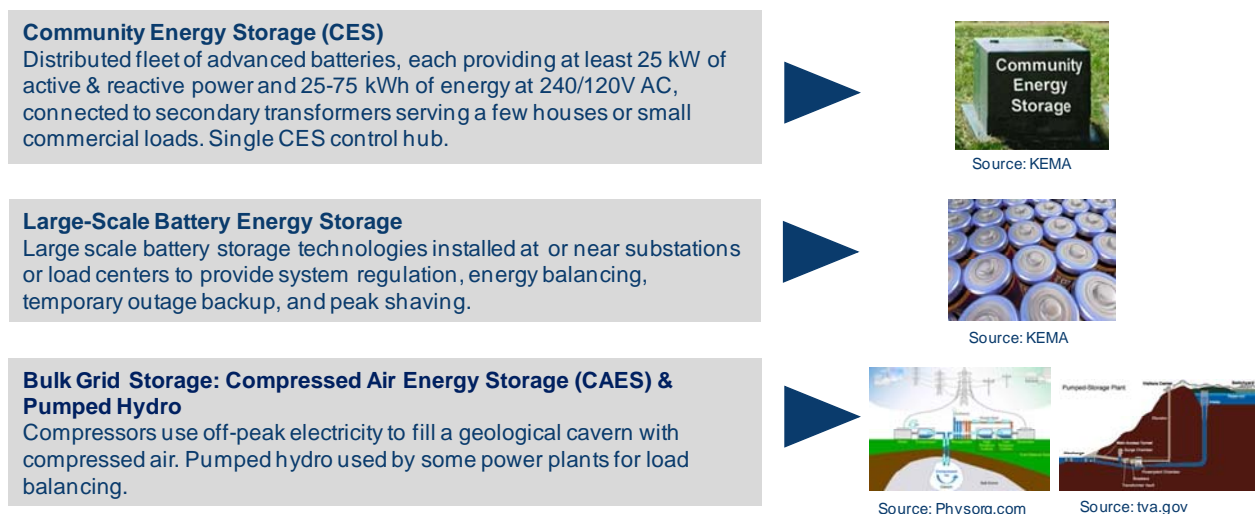 Community Energy Storage (CES)
Distributed fleet of advanced batteries, each providing at least 25 kW of
active & reactive power and 25-75 kWh of energy at 240/120V AC,
connected to secondary transformers serving a few houses or small
commercial loads. Single CES control hub.
Community
Energy
Storage
Source: KEMA
Large-Scale Battery Energy Storage
Large scale battery storage technologies installed at or near substations
or load centers to provide system regulation, energy balancing,
temporary outage backup, and peak shaving.
Source: KEMA
Bulk Grid Storage: Compressed Air Energy Storage (CAES) &
Pumped Hydro
Compressors use off-peak electricity to fill a geological cavern with
compressed air. Pumped hydro used by some power plants for load
balancing.
Pumped-Storage Plant
Source: Physorg.com
Source: tva.gov